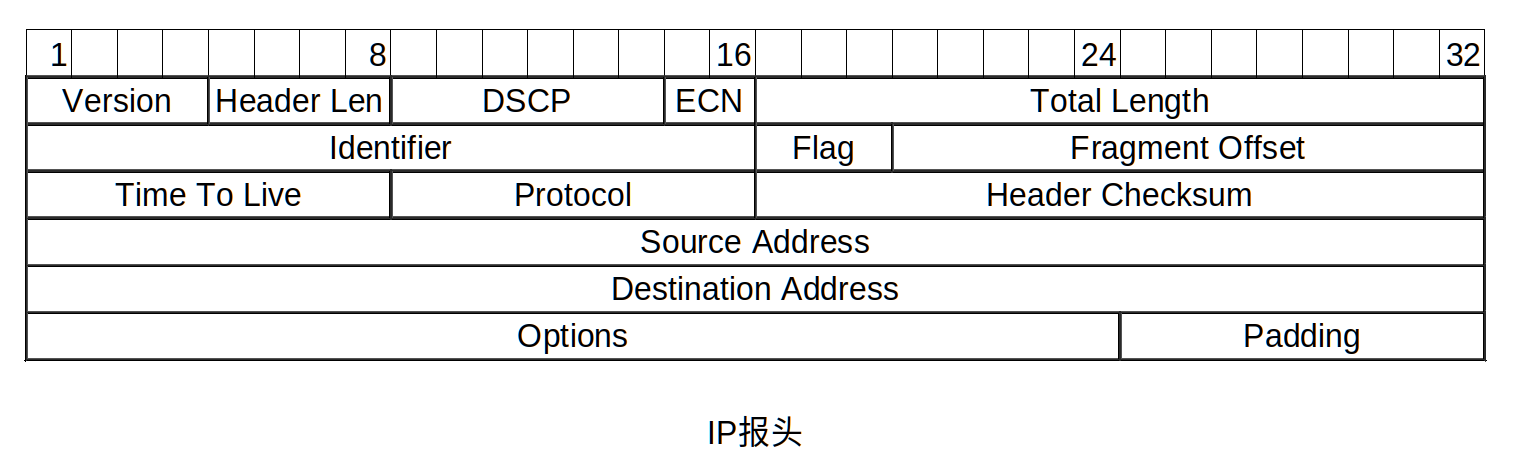 1 8 16 24 32
Version Header Len DSCP ECN Total Length
Identifier Flag Fragment Offset
Time To Live Protocol Header Checksum
Source Address
Destination Address
Options Padding
IP报头